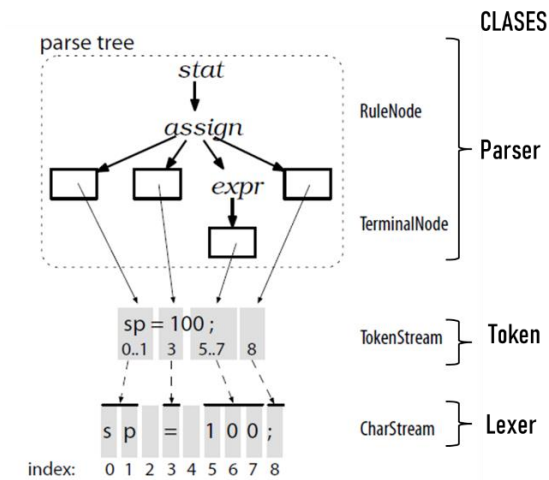 CLASES
parse tree
stat
RuleNode
assign
Parser
expr
TerminalNode
sp = 100 ;
TokenStream
Token
0..1 3 5..7 8
s p = 1 0 0 ;
CharStream
Lexer
index: 0 1 2 3 4 5 6 7 8